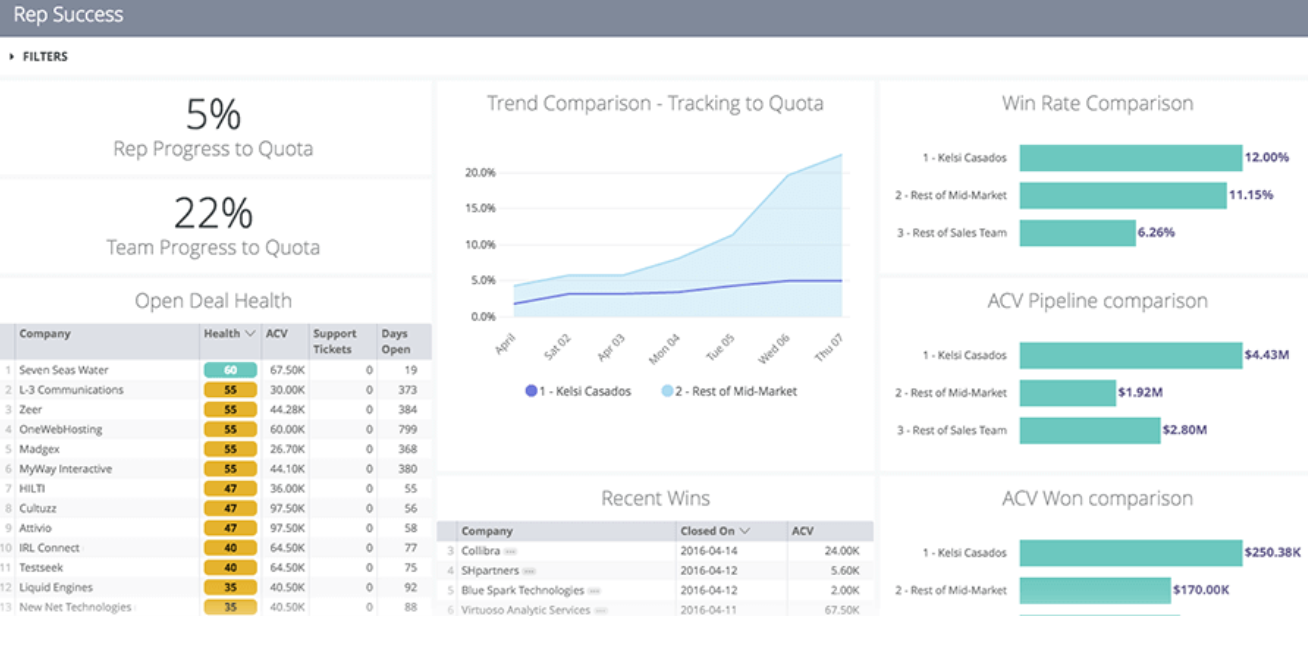 Rep Success
FILTERS
5%
Rep Progress to Quota
22%
Team Progress to Quota
Open Deal Health
Company Health ACV Support Tickets Days Open
1 Seven Seas Water 60 67.50K 0 19
2 L-3 Communications 55 30.00K 0 373
3 Zeer 55 44.28K 0 384
4 OneWebHosting 55 60.00K 0 799
5 Madgex 55 26.70K 0 368
6 MyWay Interactive 55 44.10K 0 380
7 HILTI 47 36.00K 0 55
8 Cultuzz 47 97.50K 0 56
9 Attivio 47 97.50K 0 58
10 IRL Connect 40 64.50K 0 77
11 Testseek 40 64.50K 0 75
12 Liquid Engines 35 40.50K 0 92
13 New Net Technologies 35 40.50K 0 88
Trend Comparison - Tracking to Quota
20.0%
15.0%
10.0%
5.0%
0.0%
April Sat 02 Apr 03 Mon 04 Tue 05 Wed 06 Thu 07
1 - Kelsi Casados 2 - Rest of Mid-Market
Recent Wins
Company Closed On ACV
3 Collibra 2016-04-14 24.00K
4 SHpartners 2016-04-12 5.60K
5 Blue Spark Technologies 2016-04-12 2.00K
6 Virtuoso Analytic Services 2016-04-11 67.50K
Win Rate Comparison
1 - Kelsi Casados 12.00%
2 - Rest of Mid-Market 11.15%
3 - Rest of Sales Team 6.26%
ACV Pipeline comparison
1 - Kelsi Casados $4.43M
2 - Rest of Mid-Market $1.92M
3 - Rest of Sales Team $2.80M
ACV Won comparison
1 - Kelsi Casados $250.38K
2 - Rest of Mid-Market $170.00K